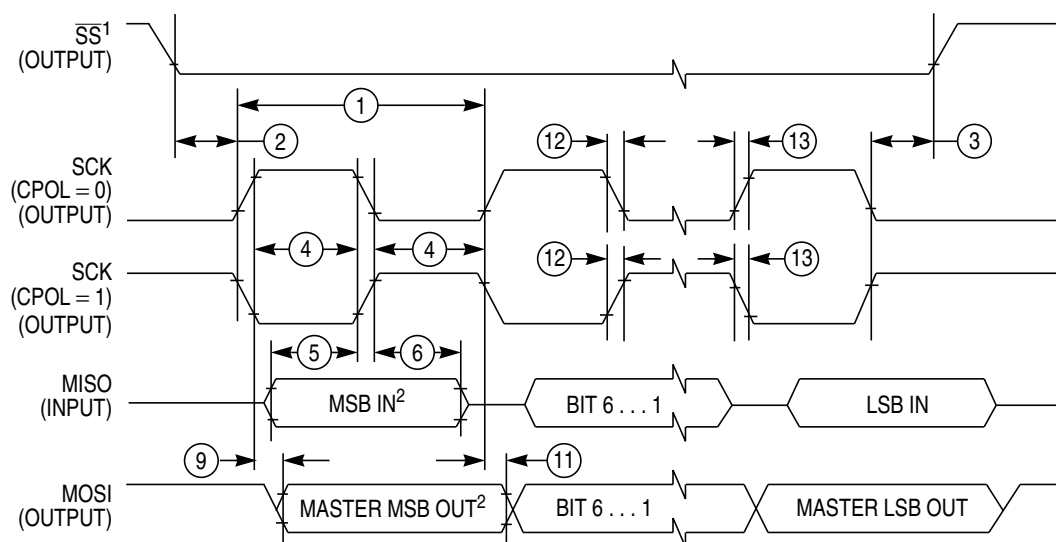 SS¹
(OUTPUT)
1
2
12
13
3
SCK
(CPOL = 0)
(OUTPUT)
4
4
12
13
SCK
(CPOL = 1)
(OUTPUT)
5
6
MISO
(INPUT)
MSB IN²
BIT 6 . . . 1
LSB IN
9
11
MOSI
(OUTPUT)
MASTER MSB OUT²
BIT 6 . . . 1
MASTER LSB OUT